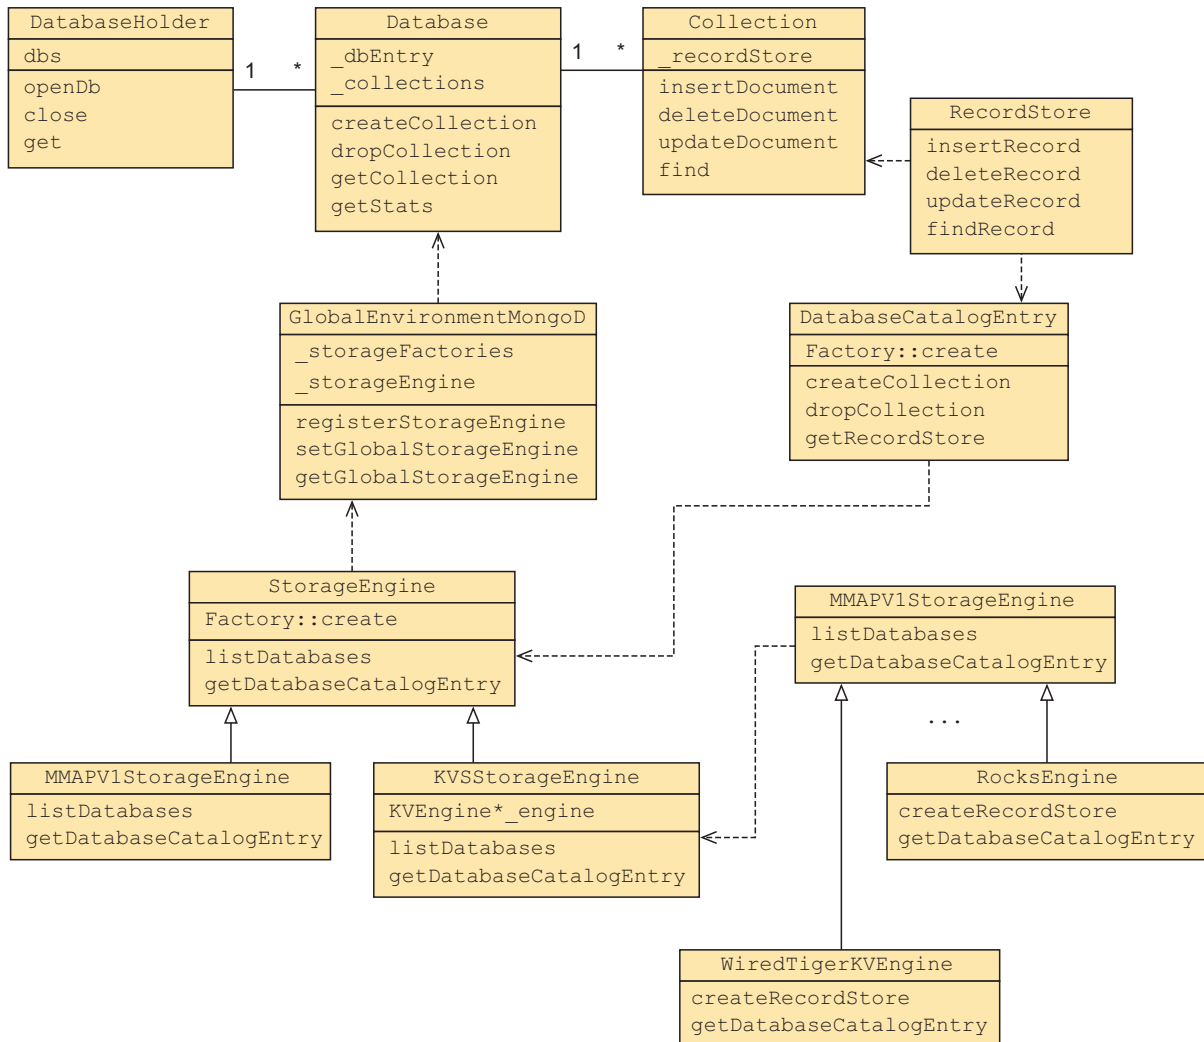 DatabaseHolder
dbs
openDb
close
get
1 *
Database
_dbEntry
_collections
createCollection
dropCollection
getCollection
getStats
1 *
Collection
_recordStore
insertDocument
deleteDocument
updateDocument
find
RecordStore
insertRecord
deleteRecord
updateRecord
findRecord
GlobalEnvironmentMongoD
_storageFactories
_storageEngine
registerStorageEngine
setGlobalStorageEngine
getGlobalStorageEngine
DatabaseCatalogEntry
Factory::create
createCollection
dropCollection
getRecordStore
StorageEngine
Factory::create
listDatabases
getDatabaseCatalogEntry
MMAPV1StorageEngine
listDatabases
getDatabaseCatalogEntry
...
MMAPV1StorageEngine
listDatabases
getDatabaseCatalogEntry
KVSStorageEngine
KVEngine*_engine
listDatabases
getDatabaseCatalogEntry
RocksEngine
createRecordStore
getDatabaseCatalogEntry
WiredTigerKVEngine
createRecordStore
getDatabaseCatalogEntry